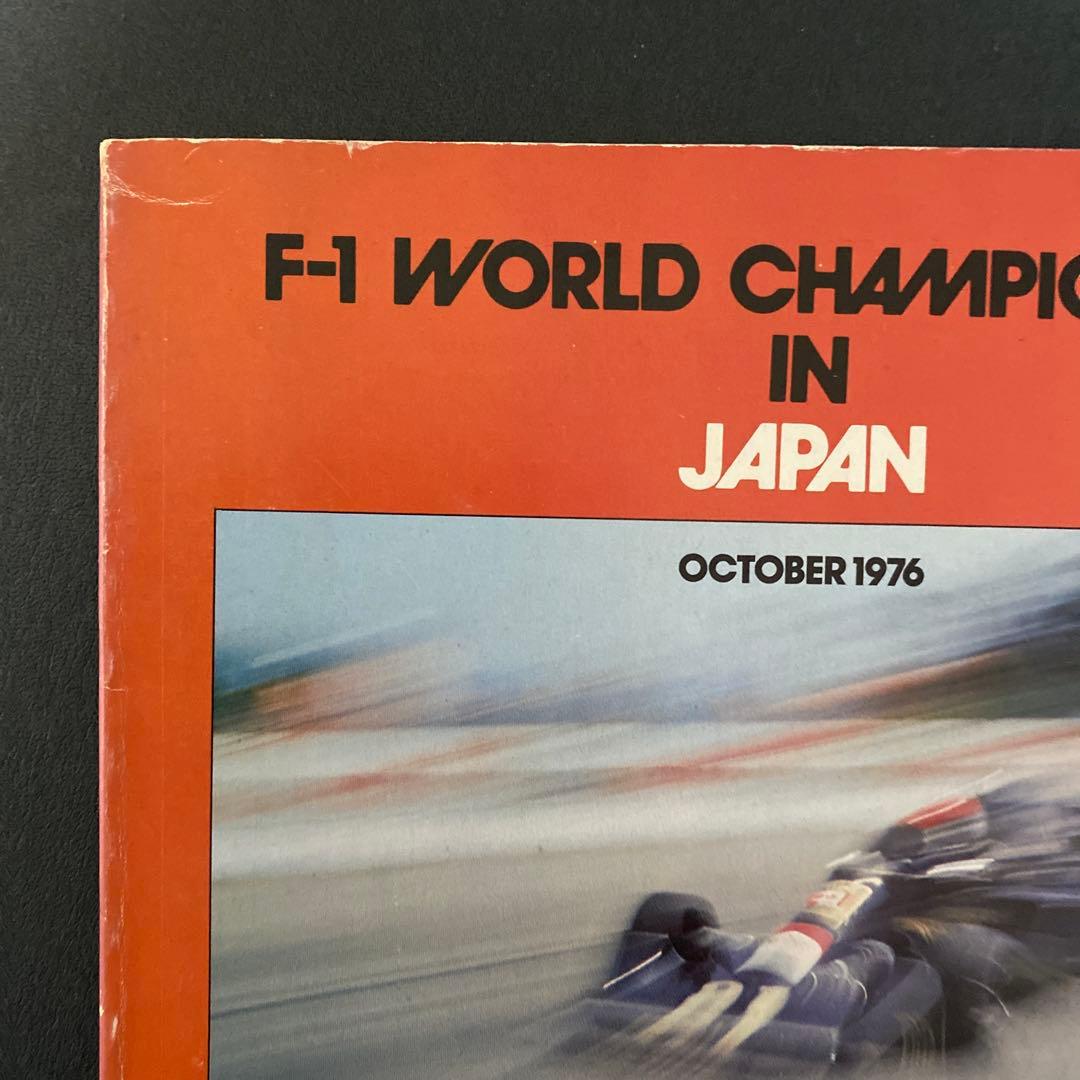 F-1 WORLD CHAMPIO
IN
JAPAN
OCTOBER 1976